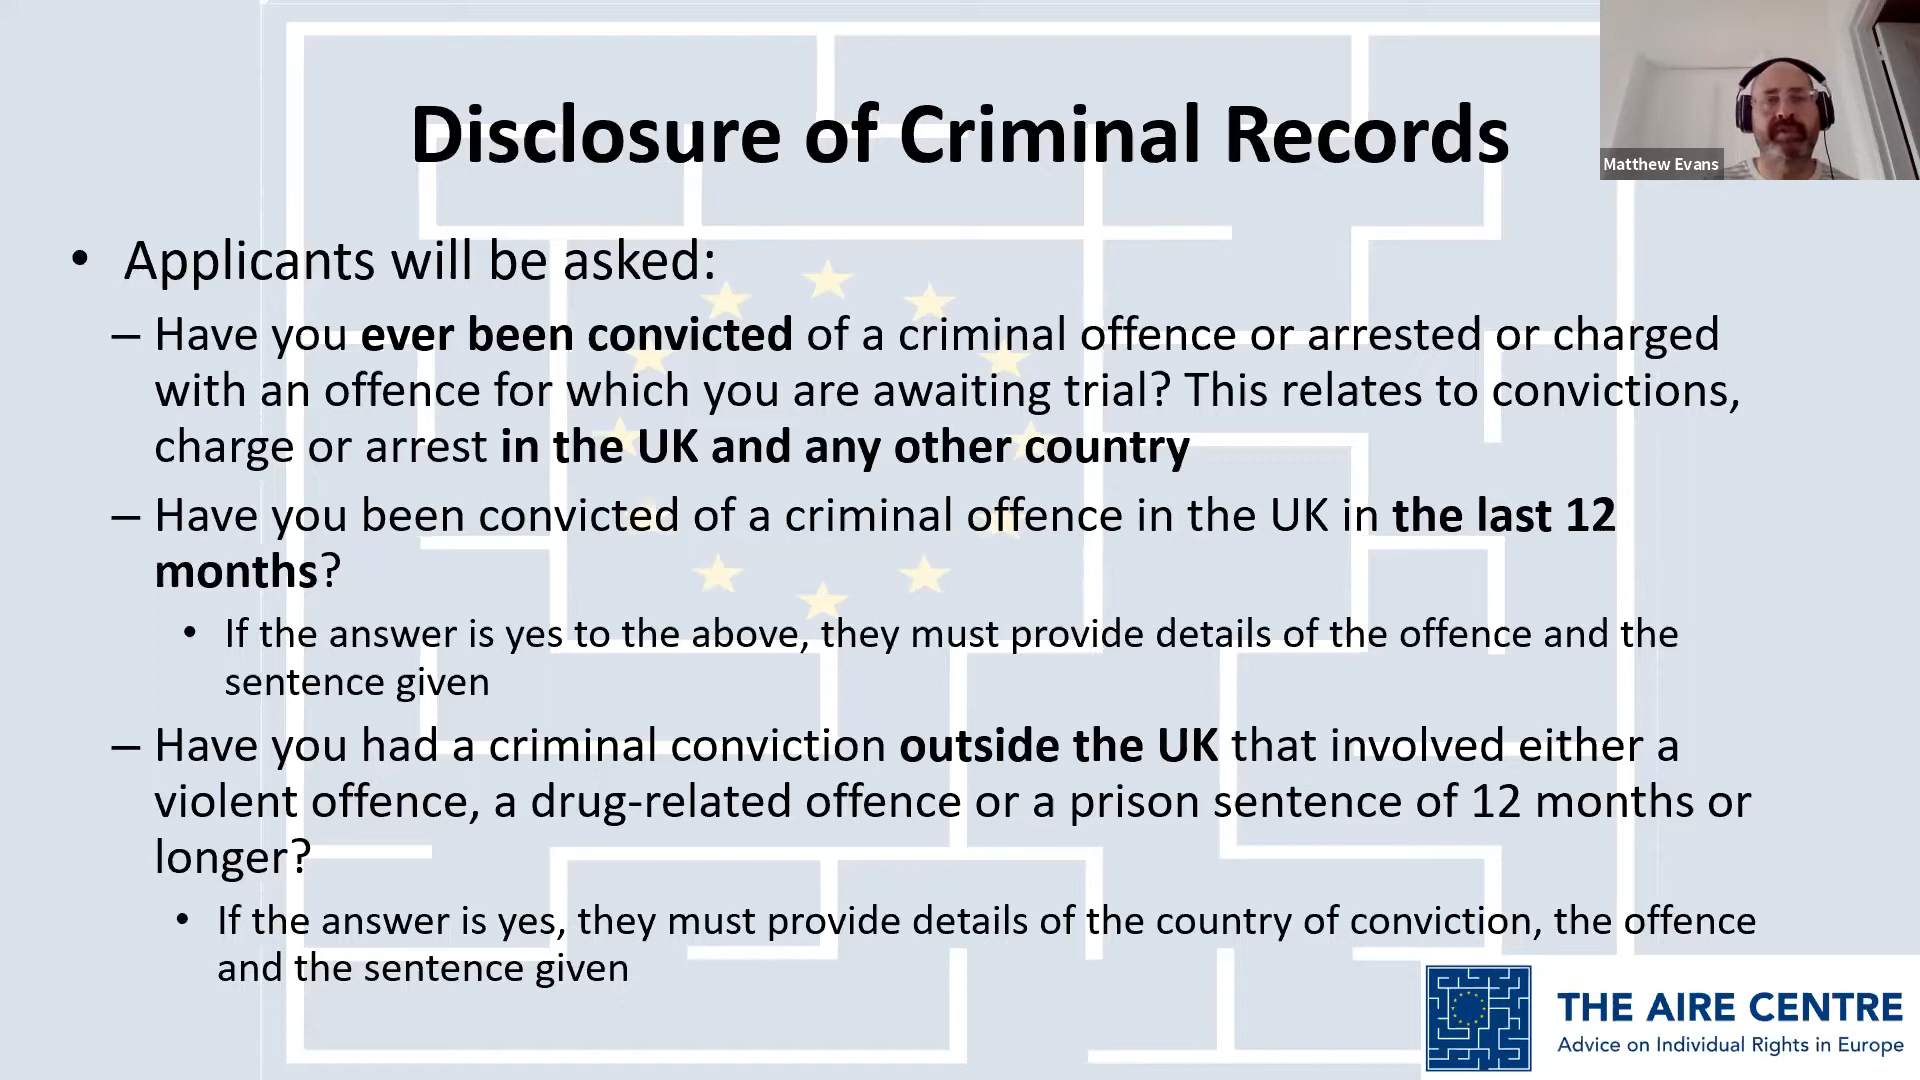 Disclosure of Criminal Records
Matthew Evans
• Applicants will be asked:
– Have you ever been convicted of a criminal offence or arrested or charged
with an offence for which you are awaiting trial? This relates to convictions,
charge or arrest in the UK and any other country
– Have you been convicted of a criminal offence in the UK in the last 12
months?
• If the answer is yes to the above, they must provide details of the offence and the
sentence given
– Have you had a criminal conviction outside the UK that involved either a
violent offence, a drug-related offence or a prison sentence of 12 months or
longer?
• If the answer is yes, they must provide details of the country of conviction, the offence
and the sentence given
THE AIRE CENTRE
Advice on Individual Rights in Europe